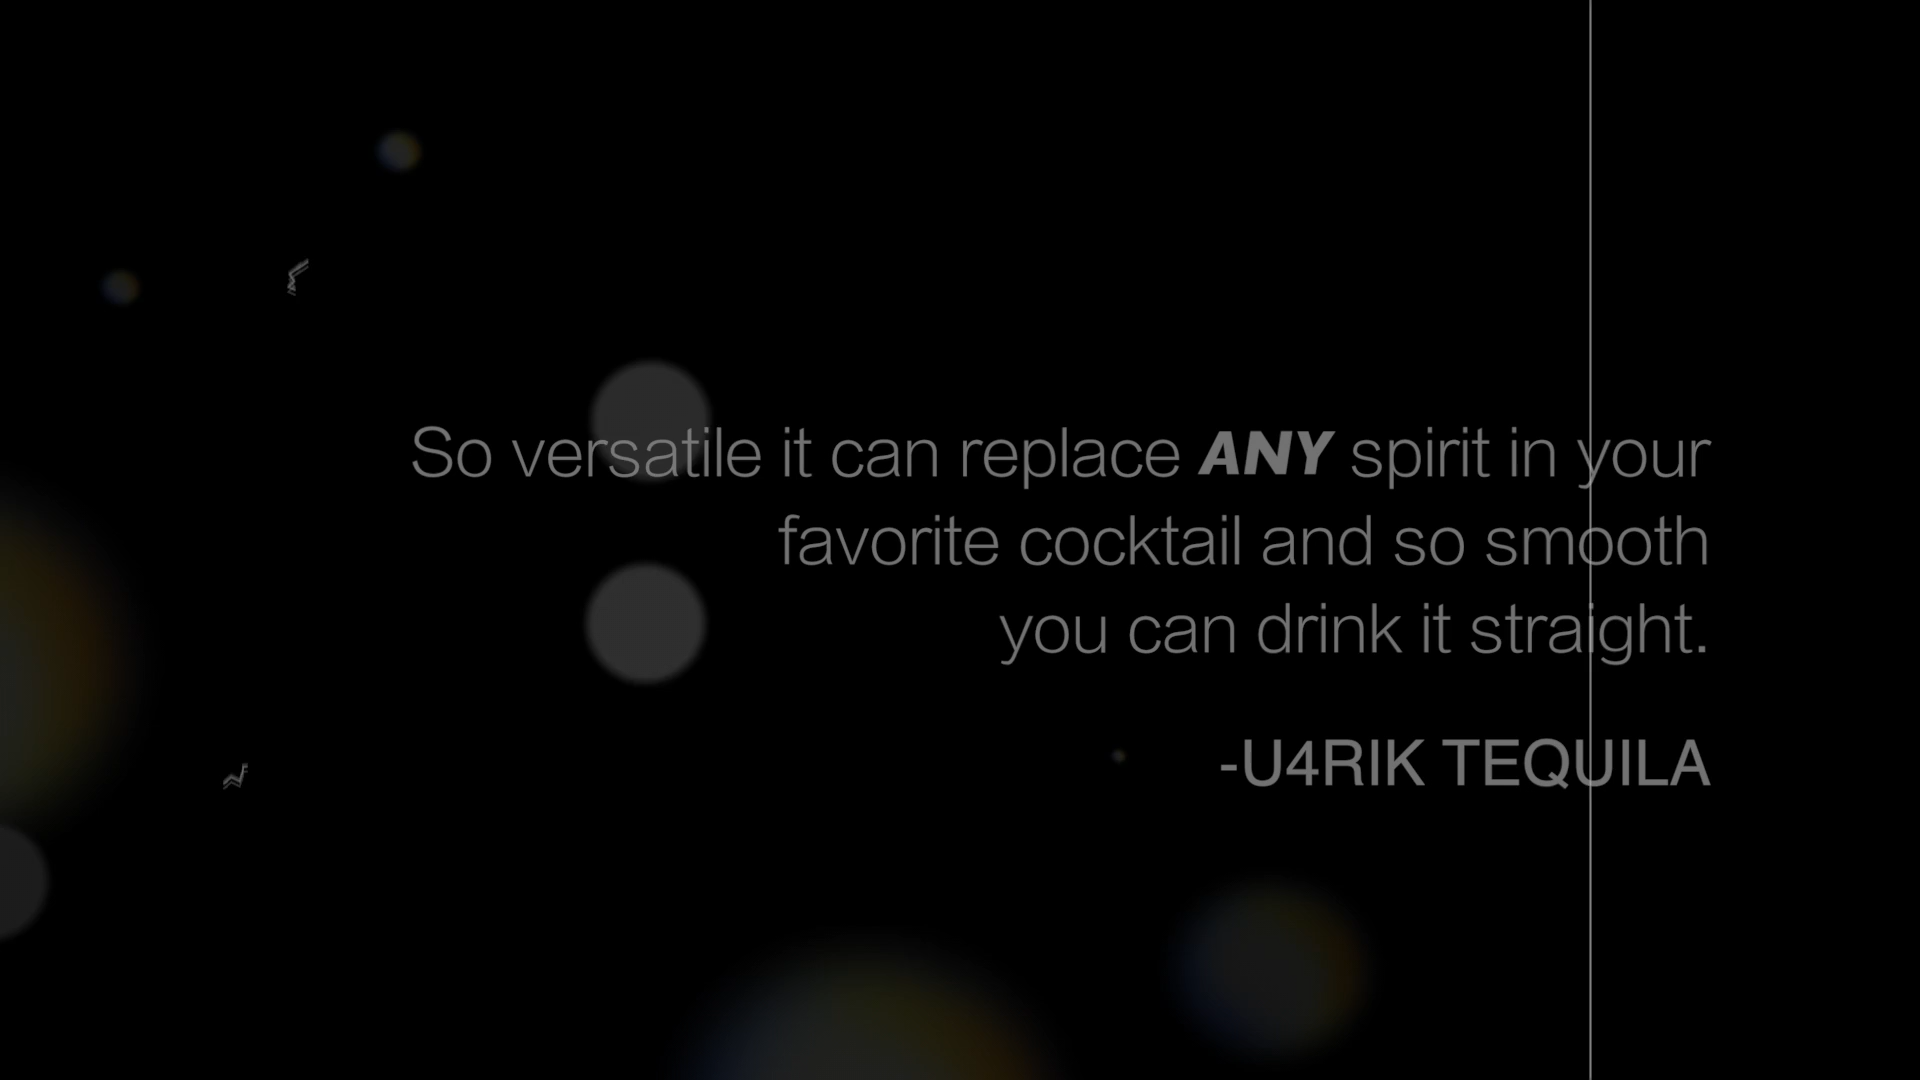 So versatile it can replace ANY spirit in your
favorite cocktail and so smooth
you can drink it straight.
-U4RIK TEQUILA